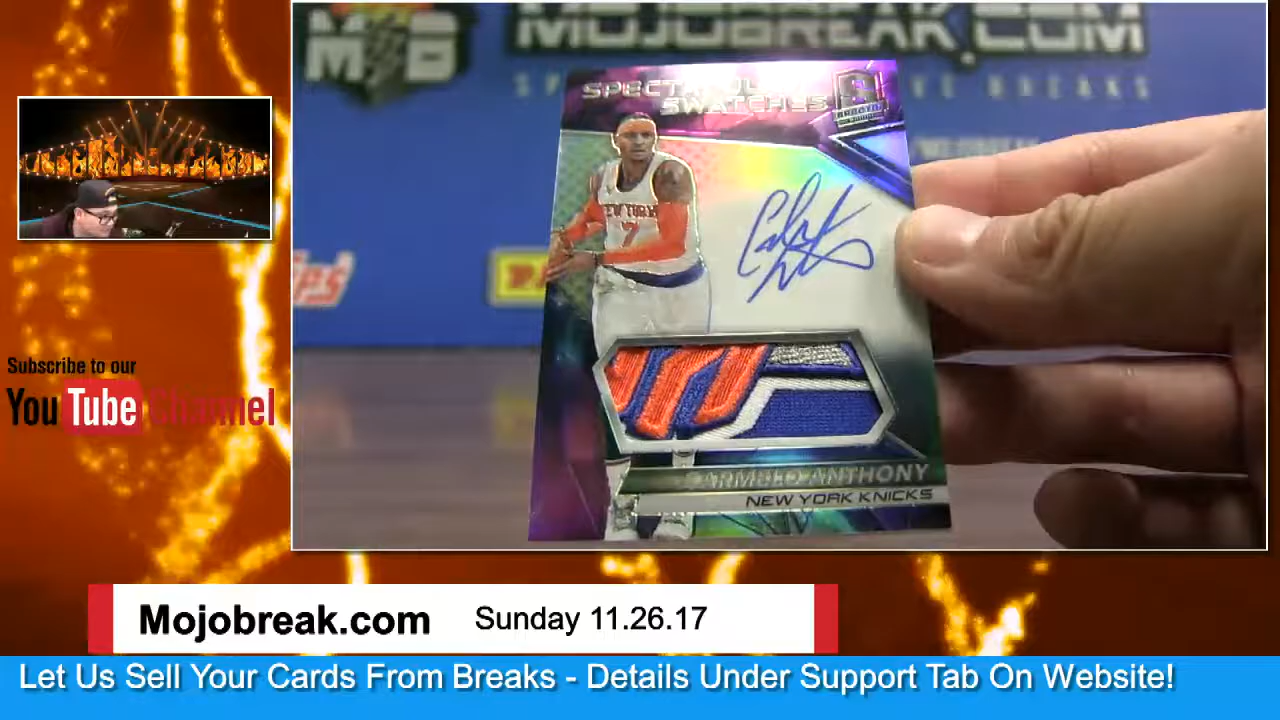 MOJOBREAK.COM
M B
SWATCHES
NEW YORK
7
CARMELO ANTHONY
NEW YORK KNICKS
Subscribe to our
YouTube Channel
Mojobreak.com
Sunday 11.26.17
Let Us Sell Your Cards From Breaks - Details Under Support Tab On Website!